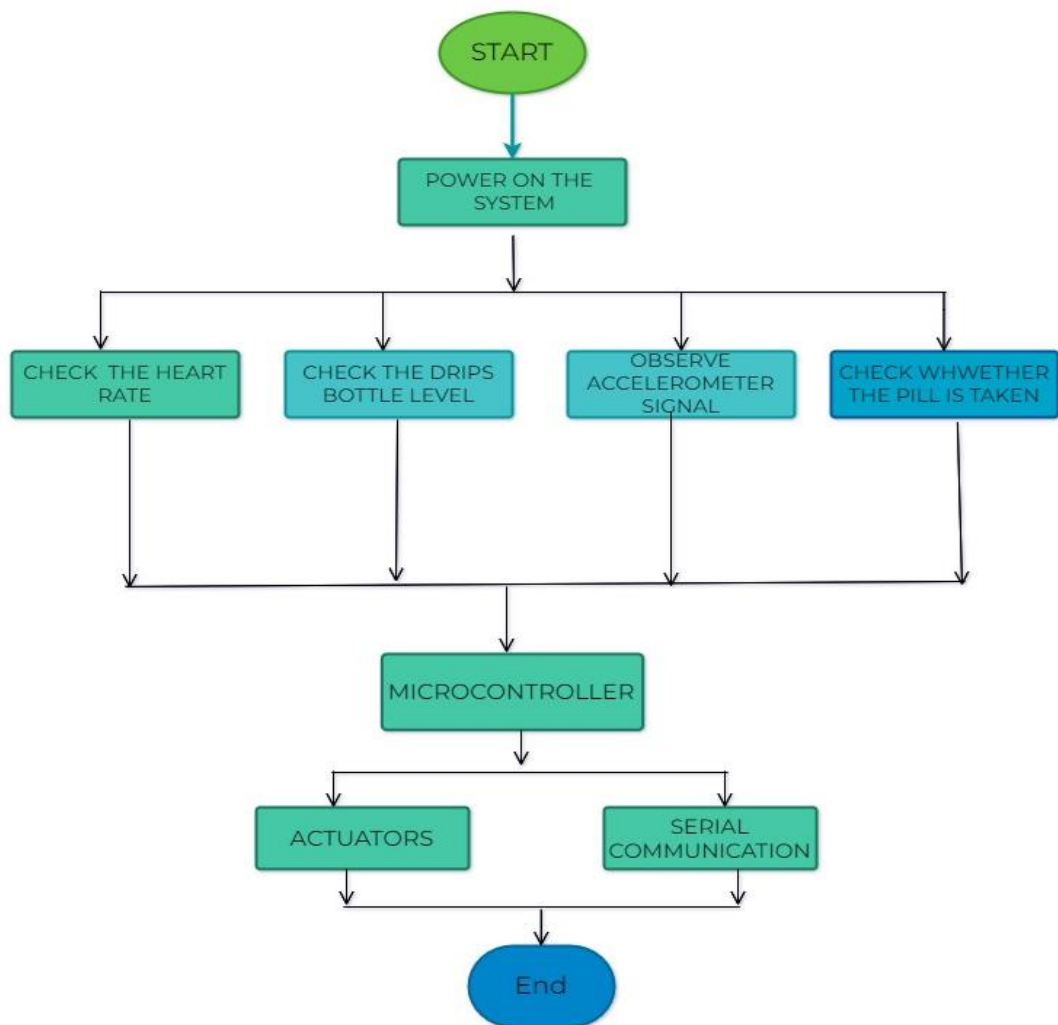 START
POWER ON THE
SYSTEM
CHECK THE HEART
RATE
CHECK THE DRIPS
BOTTLE LEVEL
OBSERVE
ACCELEROMETER
SIGNAL
CHECK WHWETHER
THE PILL IS TAKEN
MICROCONTROLLER
ACTUATORS
SERIAL
COMMUNICATION
End